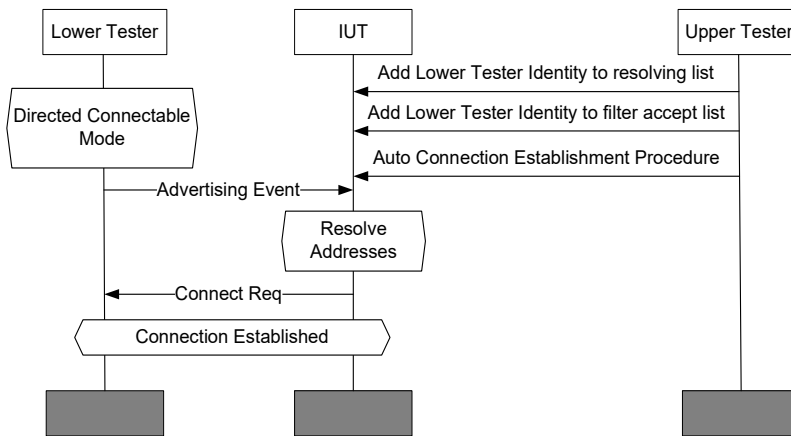 Lower Tester
IUT
Upper Tester
Add Lower Tester Identity to resolving list
Directed Connectable
Mode
Add Lower Tester Identity to filter accept list
Auto Connection Establishment Procedure
Advertising Event
Resolve
Addresses
Connect Req
Connection Established